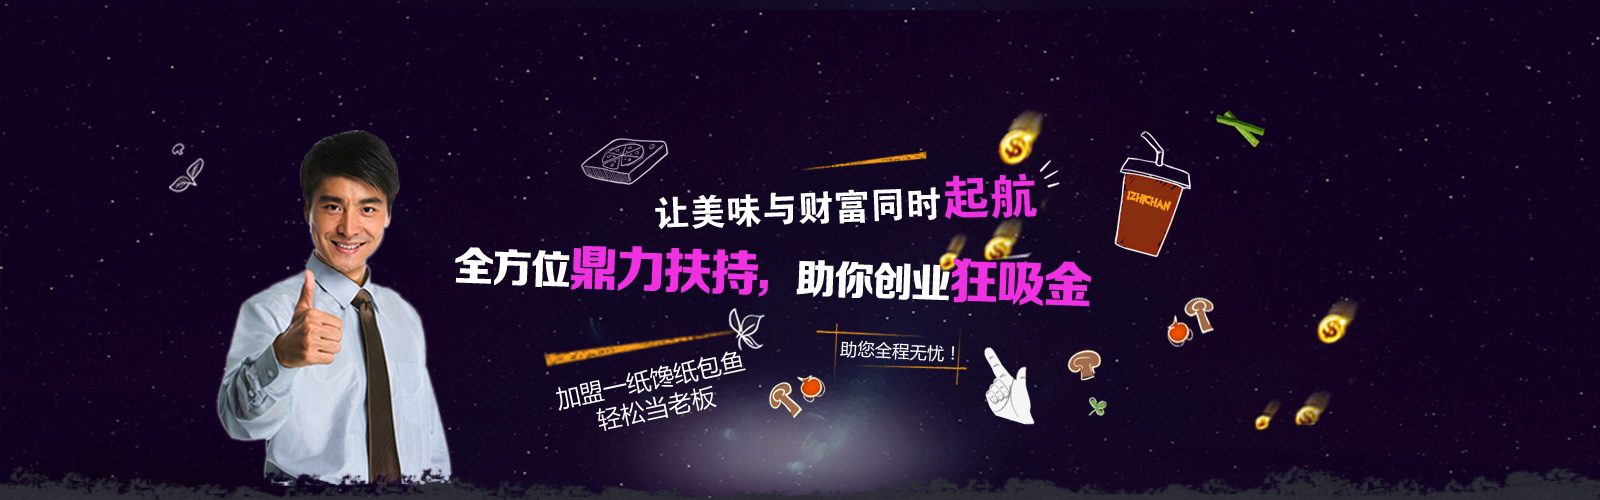 让美味与财富同时起航
全方位鼎力扶持，助你创业狂吸金
加盟一纸馋纸包鱼
轻松当老板
助您全程无忧！
1ZHICHAN